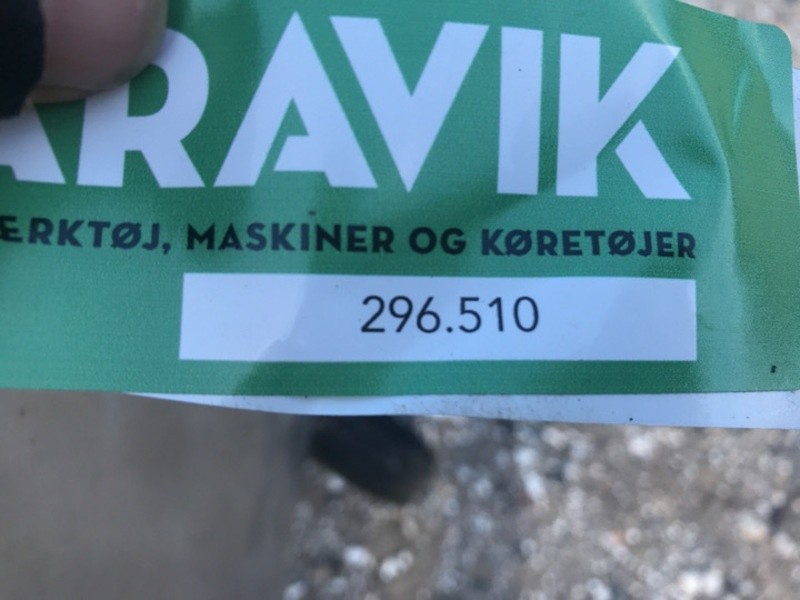 ARAVIK
ÆRKTØJ, MASKINER OG KØRETØJER
296.510